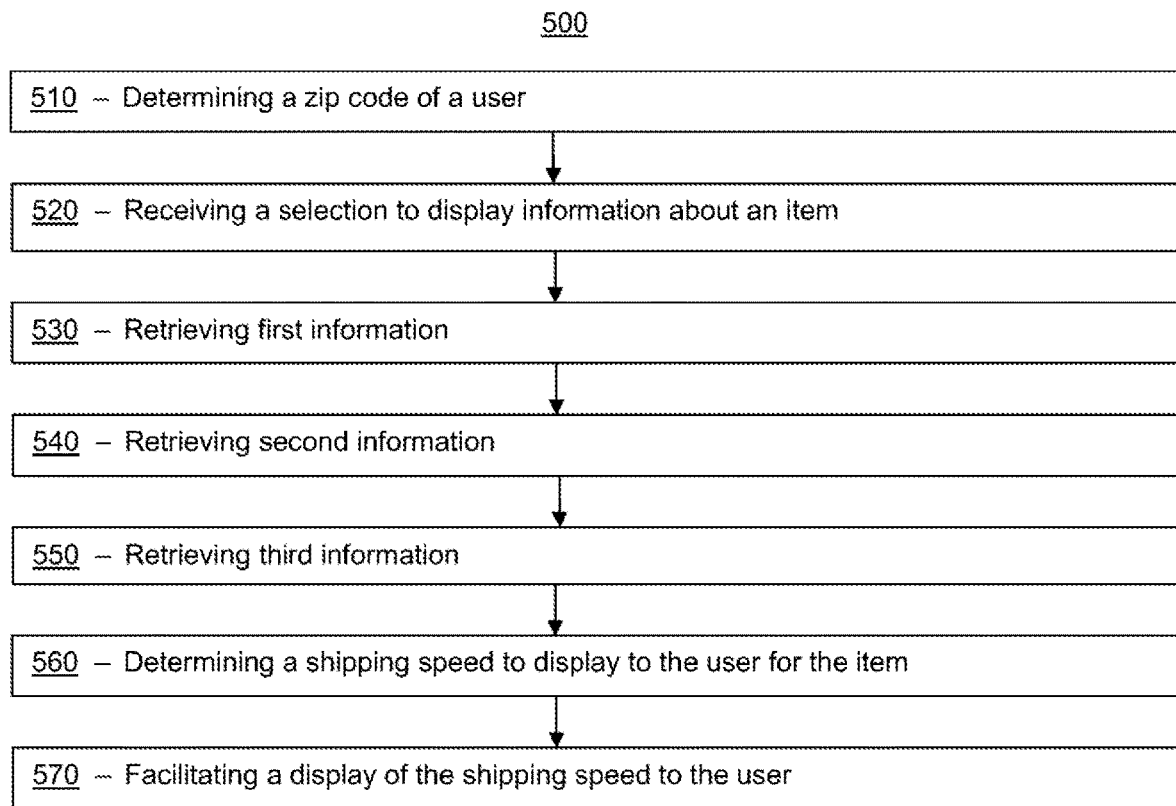 500
510 – Determining a zip code of a user
520 – Receiving a selection to display information about an item
530 – Retrieving first information
540 – Retrieving second information
550 – Retrieving third information
560 – Determining a shipping speed to display to the user for the item
570 – Facilitating a display of the shipping speed to the user